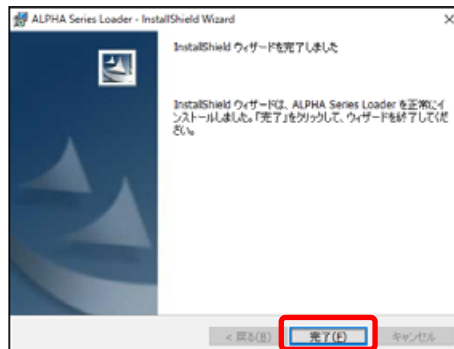 ALPHA Series Loader - InstallShield Wizard
InstallShield ウィザードを完了しました
InstallShield ウィザードは、ALPHA Series Loader を正常にイ
ンストールしました。「完了」をクリックして、ウィザードを終了してくだ
さい。
< 戻る(B) 完了(F) キャンセル